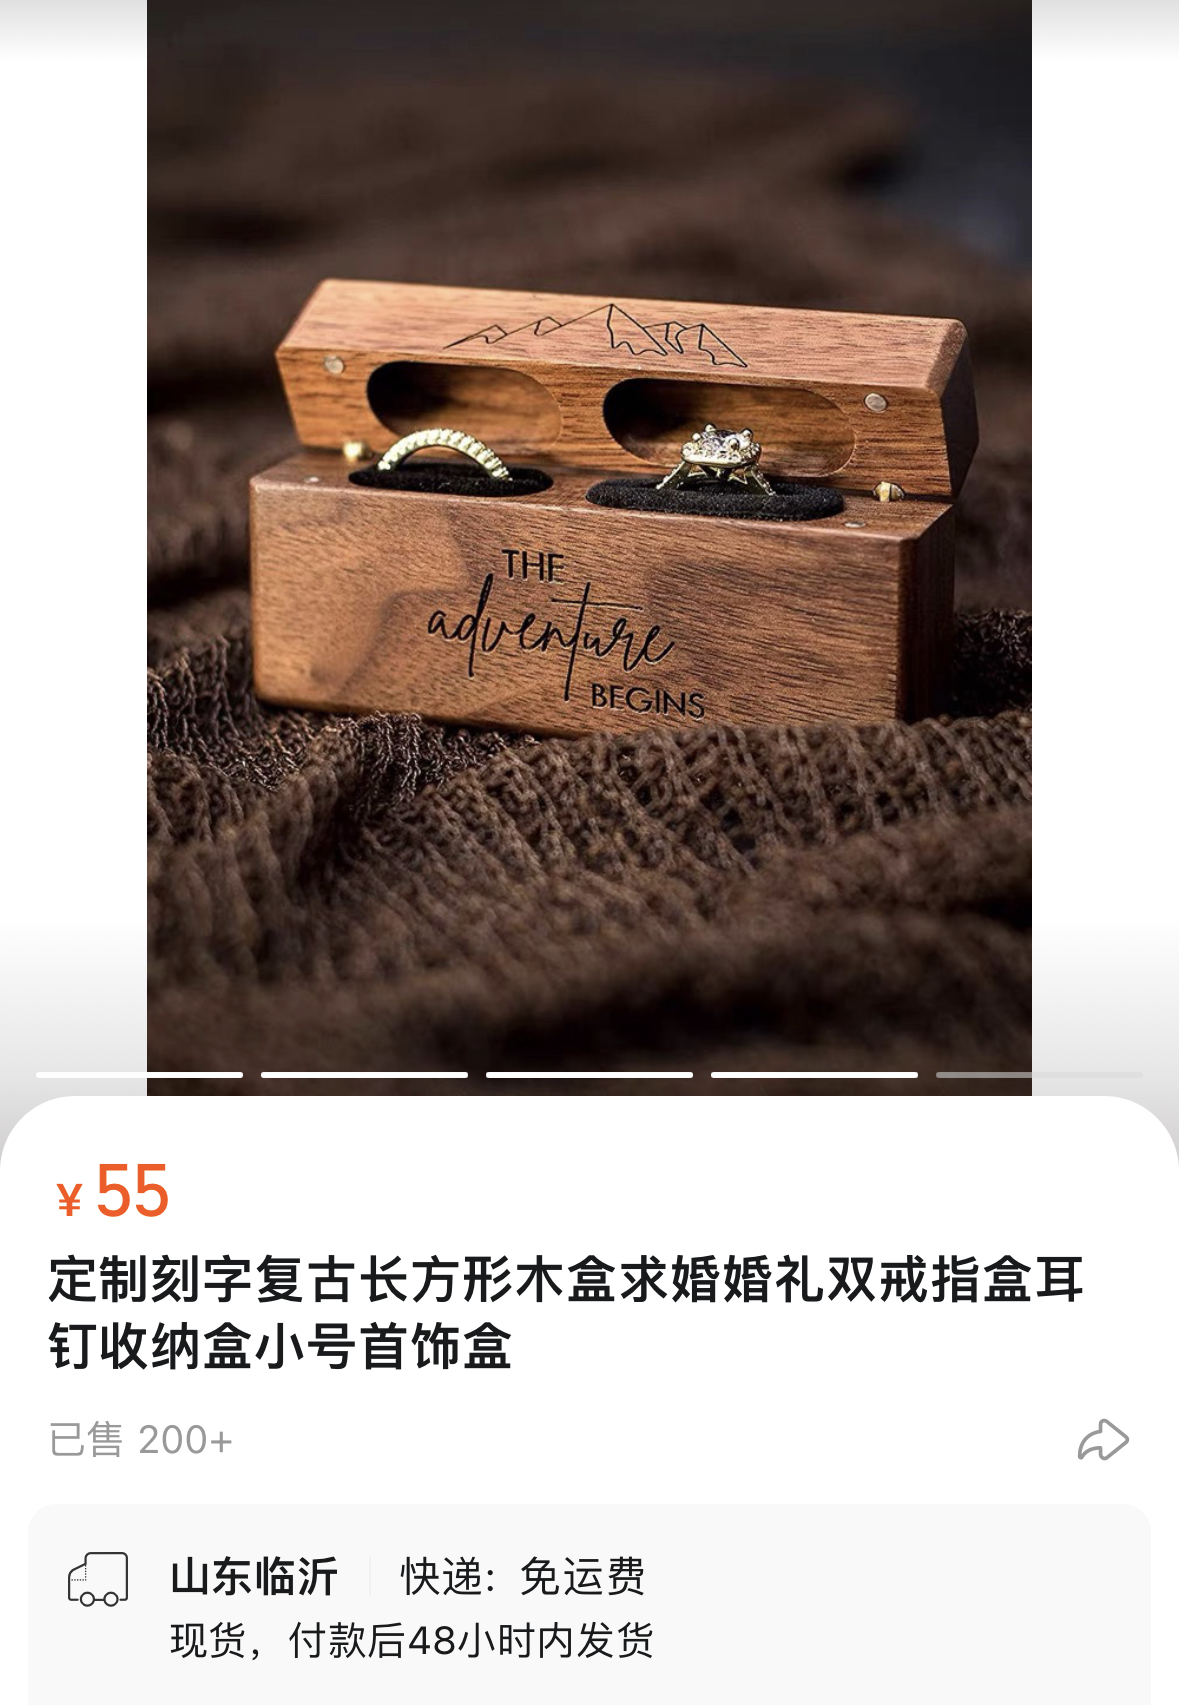 THE
adventure
BEGINS
¥55
定制刻字复古长方形木盒求婚婚礼双戒指盒耳
钉收纳盒小号首饰盒
已售 200+
山东临沂 快递: 免运费
现货，付款后48小时内发货